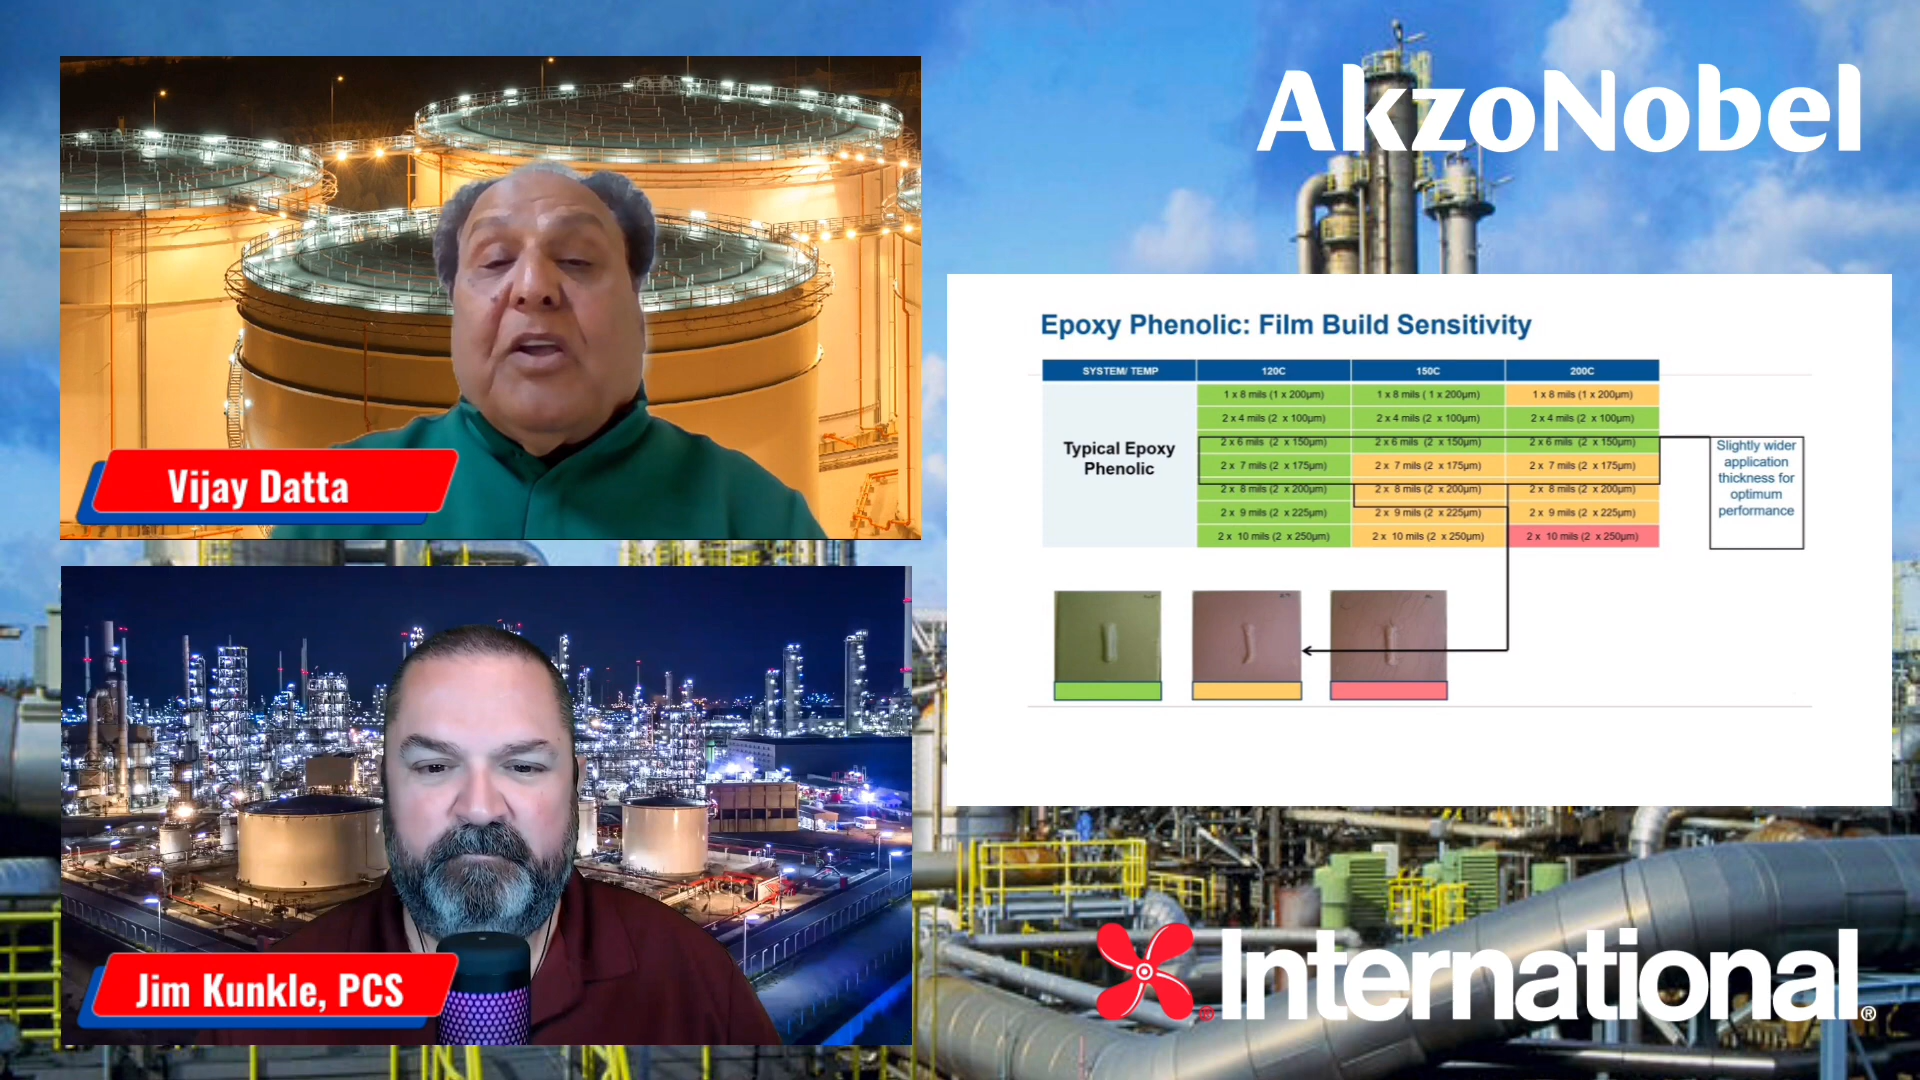 AkzoNobel
Vijay Datta
Jim Kunkle, PCS
Epoxy Phenolic: Film Build Sensitivity
SYSTEM/ TEMP 120C 150C 200C
Typical Epoxy
Phenolic
1 x 8 mils (1 x 200µm) 1 x 8 mils ( 1 x 200µm) 1 x 8 mils (1 x 200µm)
2 x 4 mils (2 x 100µm) 2 x 4 mils (2 x 100µm) 2 x 4 mils (2 x 100µm)
2 x 6 mils (2 x 150µm) 2 x 6 mils (2 x 150µm) 2 x 6 mils (2 x 150µm)
2 x 7 mils (2 x 175µm) 2 x 7 mils (2 x 175µm) 2 x 7 mils (2 x 175µm)
2 x 8 mils (2 x 200µm) 2 x 8 mils (2 x 200µm) 2 x 8 mils (2 x 200µm)
2 x 9 mils (2 x 225µm) 2 x 9 mils (2 x 225µm) 2 x 9 mils (2 x 225µm)
2 x 10 mils (2 x 250µm) 2 x 10 mils (2 x 250µm) 2 x 10 mils (2 x 250µm)
Slightly wider
application
thickness for
optimum
performance
International®